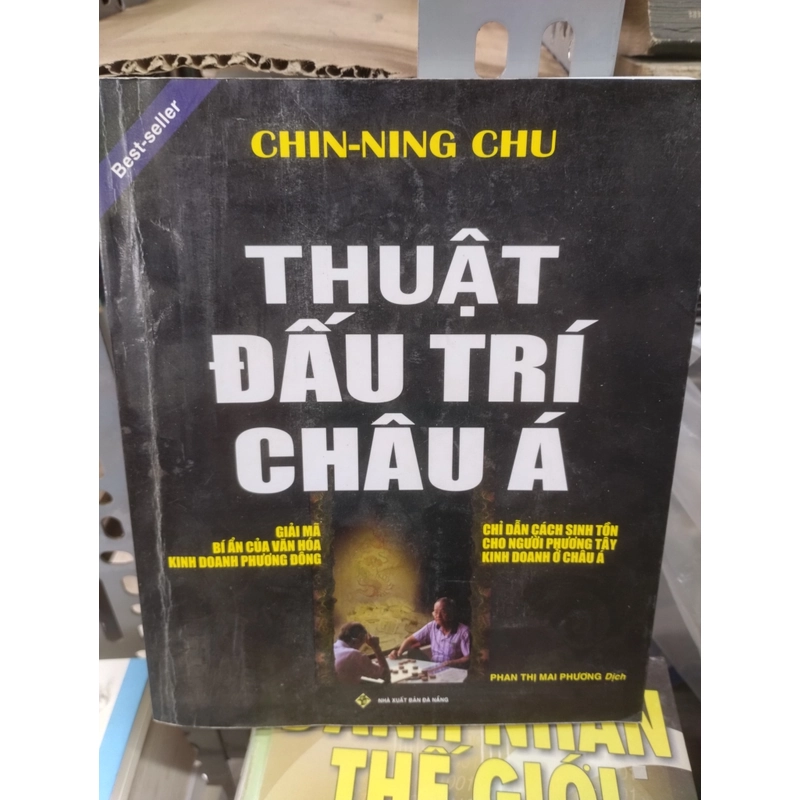 Best-seller
CHIN-NING CHU
THUẬT
ĐẤU TRÍ
CHÂU Á
GIẢI MÃ
BÍ ẨN CỦA VĂN HÓA
KINH DOANH PHƯƠNG ĐÔNG
CHỈ DẪN CÁCH SINH TỒN
CHO NGƯỜI PHƯƠNG TÂY
KINH DOANH Ở CHÂU Á
PHAN THỊ MAI PHƯƠNG Dịch
NHÀ XUẤT BẢN ĐÀ NẴNG
DANH NHÂN
THẾ GIỚI